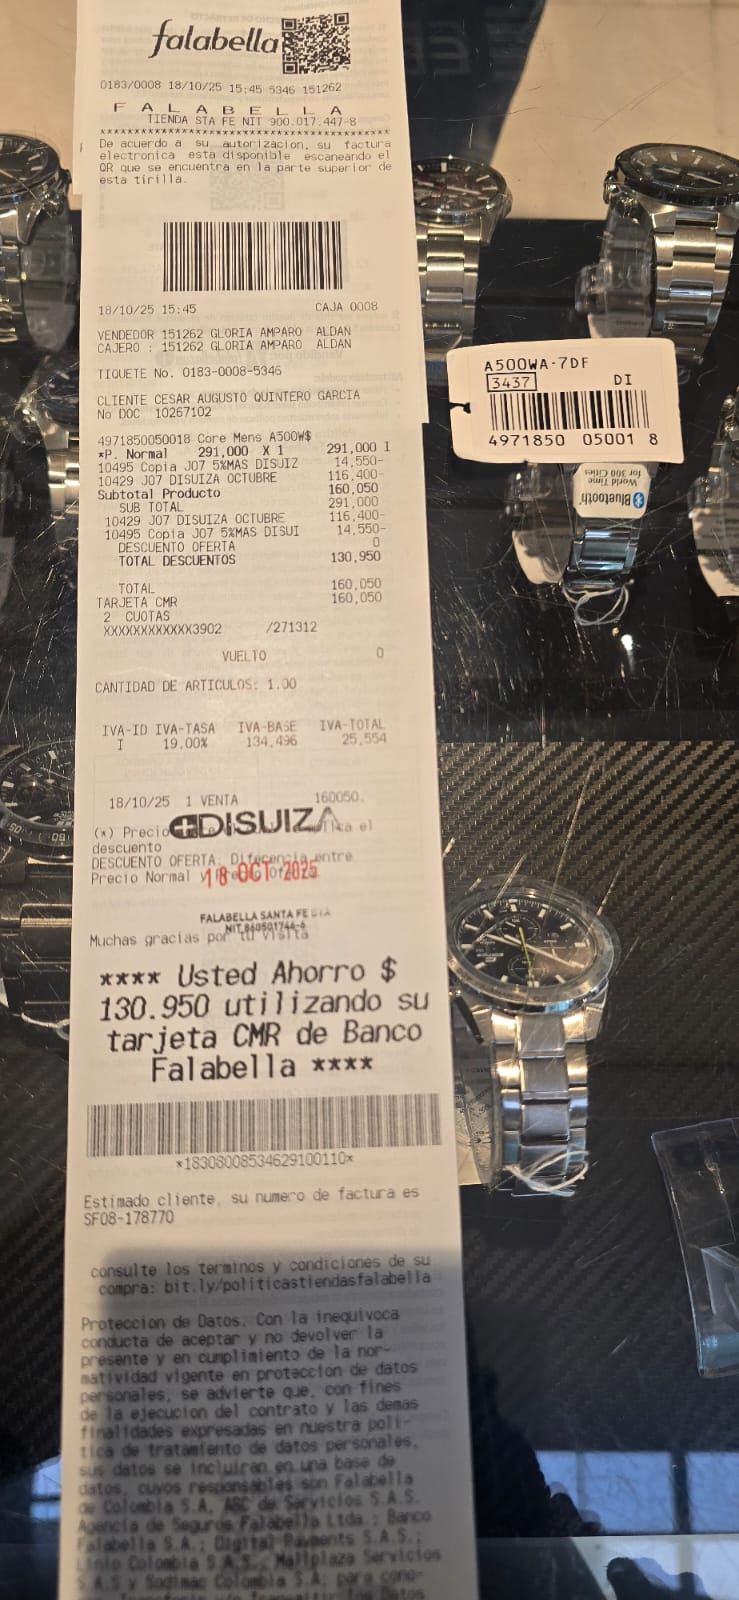 falabella
0183/0008 18/10/25 15:45 5346 151262
F A L A B E L L A
TIENDA STA FE NIT 900.017.447-8
****************************************
De acuerdo a su autorizacion, su factura
electronica esta disponible escaneando el
QR que se encuentra en la parte superior de
esta tirilla.
18/10/25 15:45 CAJA 0008
VENDEDOR 151262 GLORIA AMPARO ALDAN
CAJERO : 151262 GLORIA AMPARO ALDAN
TIQUETE No. 0183-0008-5346
CLIENTE CESAR AUGUSTO QUINTERO GARCIA
No DOC 10267102
4971850050018 Core Mens A500W$
*P. Normal 291,000 X 1 291,000 I
10495 Copia J07 5%MAS DISUIZ 14,550-
10429 J07 DISUIZA OCTUBRE 116,400-
Subtotal Producto 160,050
SUB TOTAL 291,000
10429 J07 DISUIZA OCTUBRE 116,400-
10495 Copia J07 5%MAS DISUI 14,550-
DESCUENTO OFERTA 0
TOTAL DESCUENTOS 130,950
TOTAL 160,050
TARJETA CMR 160,050
2 CUOTAS
XXXXXXXXXXXX3902 /271312
VUELTO 0
CANTIDAD DE ARTICULOS: 1.00
IVA-ID IVA-TASA IVA-BASE IVA-TOTAL
I 19,00% 134,496 25,554
18/10/25 1 VENTA 160050.
DISUIZA
(*) Precio el
descuento
DESCUENTO OFERTA: Diferencia entre
Precio Normal y
18 OCT 2025
FALABELLA SANTA FE
NIT.860501744-6
Muchas gracias por tu visita
**** Usted Ahorro $
130.950 utilizando su
tarjeta CMR de Banco
Falabella ****
*18308008534629100110*
Estimado cliente, su numero de factura es
SF08-178770
consulte los terminos y condiciones de su
compra: bit.ly/politicastiendasfalabella
Proteccion de Datos. Con la inequivoca
conducta de aceptar y no devolver la
presente y en cumplimiento de la nor-
matividad vigente en proteccion de datos
personales, se advierte que, con fines
de la ejecucion del contrato y las demas
finalidades expresadas en nuestra poli-
tica de tratamiento de datos personales,
sus datos se incluiran en una base de
datos, cuyos responsables son Falabella
de Colombia S.A, ABC de Servicios S.A.S.
Agencia de Seguros Falabella Ltda.; Banco
Falabella S.A.; Digital Payments S.A.S.;
Linio Colombia S.A.S., Mallplaza Servicios
S.A.S y Sodimac Colombia S.A; para cono-
A500WA-7DF
3437 DI
4971850 05001 8
Bluetooth
World Time
for 300 Cities